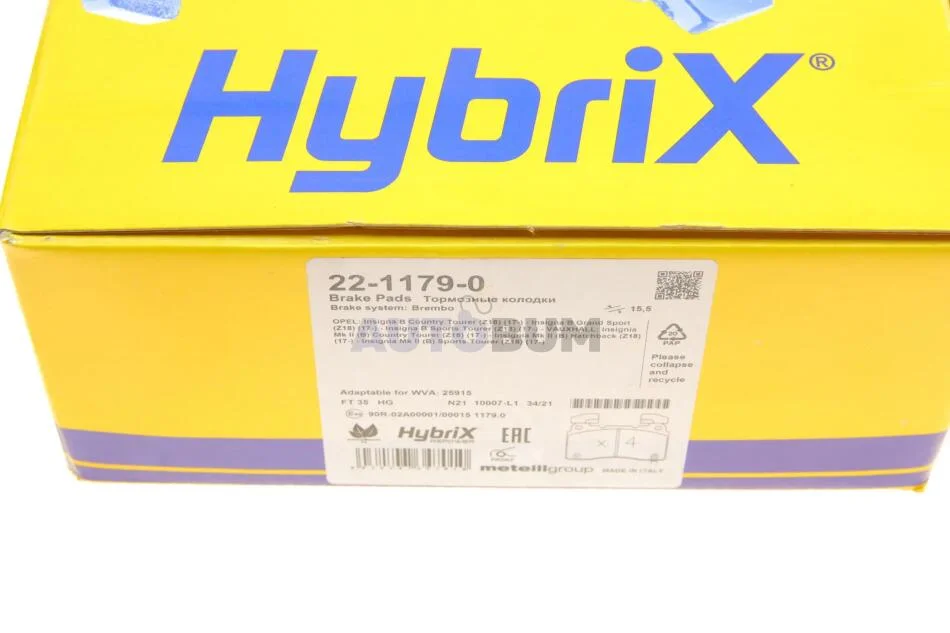 HybriX®
22-1179-0
Brake Pads Тормозные колодки
Brake system: Brembo
15,5
OPEL: Insignia B Country Tourer (Z18) (17-) - Insignia B Grand Sport
(Z18) (17-) - Insignia B Sports Tourer (Z18) (17-) - VAUXHALL: Insignia
Mk II (B) Country Tourer (Z18) (17-) - Insignia Mk II (B) Hatchback (Z18)
(17-) - Insignia Mk II (B) Sports Tourer (Z18) (17-)
AUTOBUM
20
PAP
Please
collapse
and
recycle
Adaptable for WVA: 25915
FT 35 HG N21 10007-L1 34/21
90R-02A00001/00015 1179.0
HybriX
EAC
x 4
metelligroup MADE IN ITALY